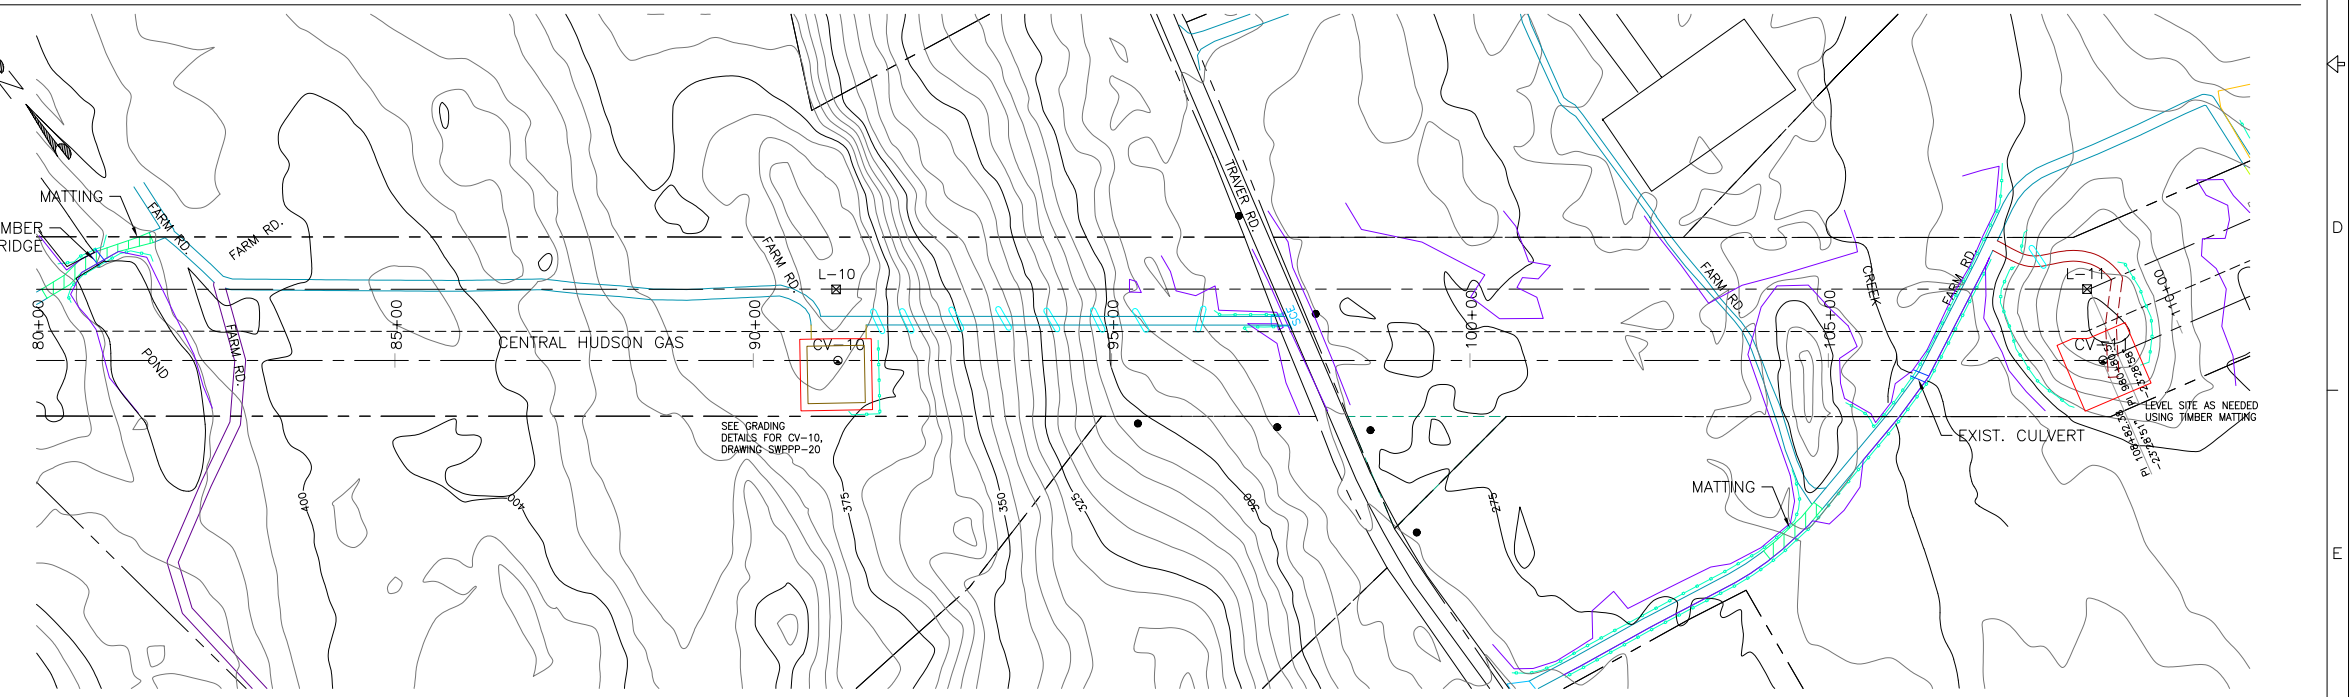 N
MATTING
MBER
RIDGE
FARM RD.
FARM RD.
FARM RD.
POND
80+00
85+00
90+00
95+00
100+00
105+00
110+00
CENTRAL HUDSON GAS
FARM RD.
L-10
CV-10
SEE GRADING
DETAILS FOR CV-10,
DRAWING SWPPP-20
400
400
375
350
325
300
275
TRAVER RD.
SOC
FARM RD.
CREEK
FARM RD.
L-11
LEVEL SITE AS NEEDED
USING TIMBER MATTING
EXIST. CULVERT
MATTING
D
E